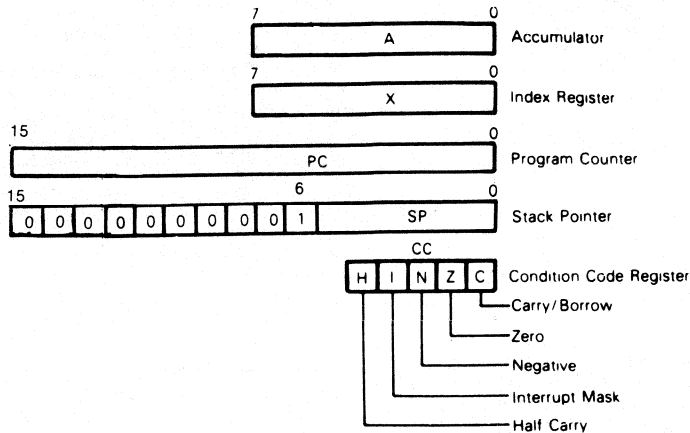 7 0
A Accumulator
7 0
X Index Register
15 0
PC Program Counter
15 6 0
0 0 0 0 0 0 0 0 0 1 SP Stack Pointer
CC
H I N Z C Condition Code Register
Carry/Borrow
Zero
Negative
Interrupt Mask
Half Carry